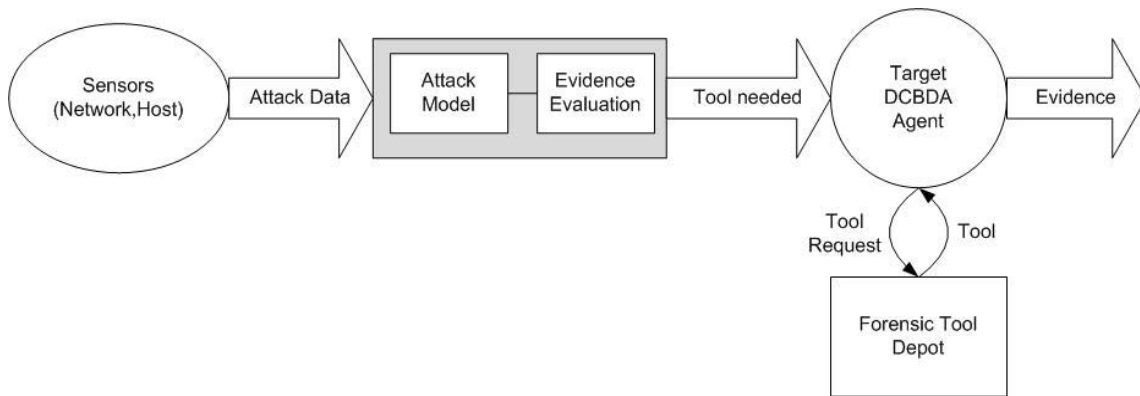 Sensors
(Network,Host)
Attack Data
Attack
Model
Evidence
Evaluation
Tool needed
Target
DCBDA
Agent
Evidence
Tool
Request
Tool
Forensic Tool
Depot